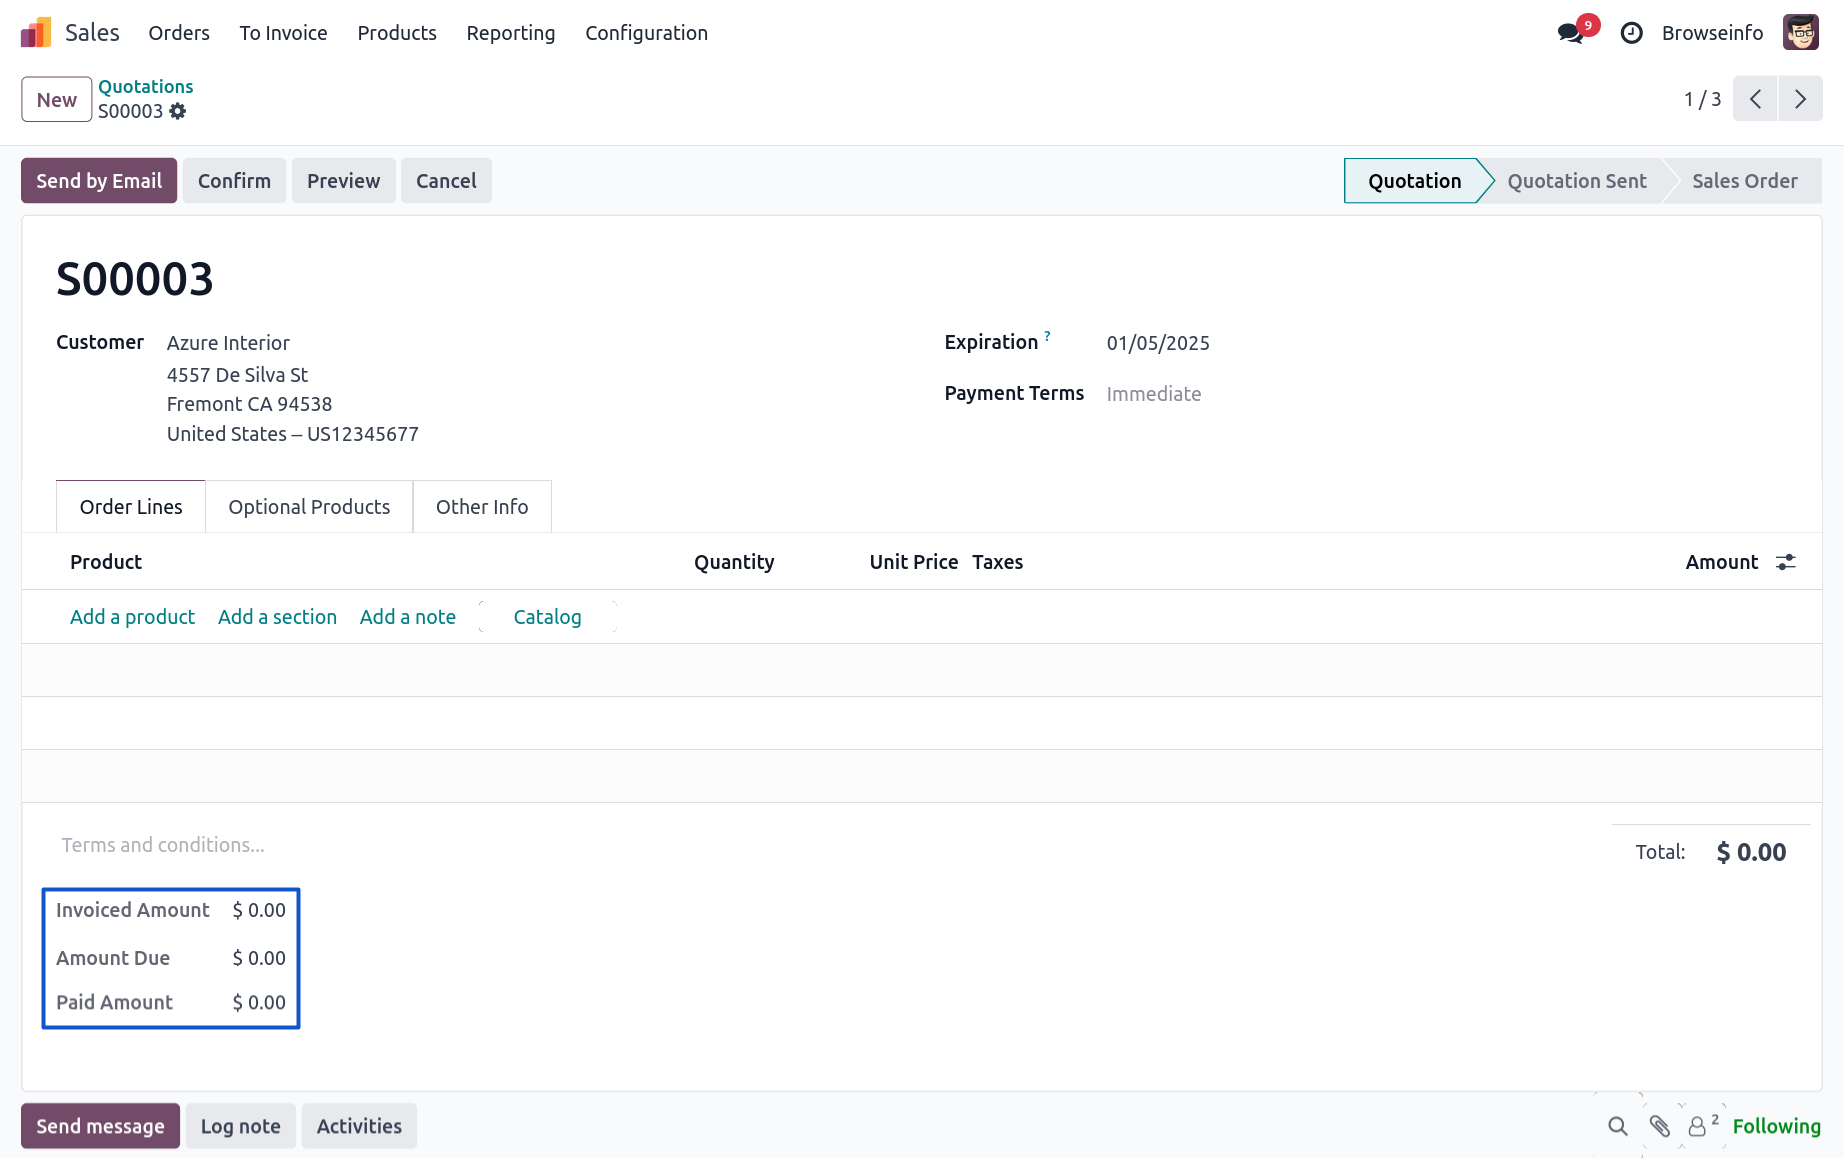 Sales Orders To Invoice Products Reporting Configuration 9 Browseinfo
New Quotations
S00003 1 / 3
Send by Email Confirm Preview Cancel Quotation Quotation Sent Sales Order
S00003
Customer Azure Interior Expiration ? 01/05/2025
4557 De Silva St
Payment Terms Immediate
Fremont CA 94538
United States – US12345677
Order Lines Optional Products Other Info
Product Quantity Unit Price Taxes Amount
Add a product Add a section Add a note Catalog
Terms and conditions...
Total: $ 0.00
Invoiced Amount $ 0.00
Amount Due $ 0.00
Paid Amount $ 0.00
Send message Log note Activities 2 Following